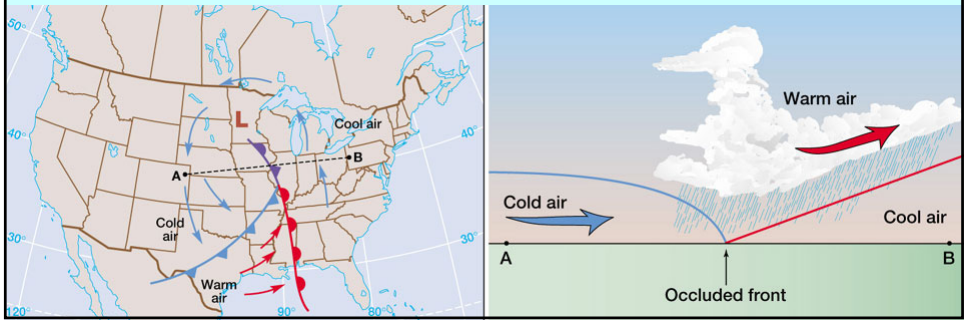 50°
40°
30°
120°
90°
80°
40°
30°
L
Cool air
A
B
Cold
air
Warm
air
Warm air
Cold air
Cool air
A
B
Occluded front